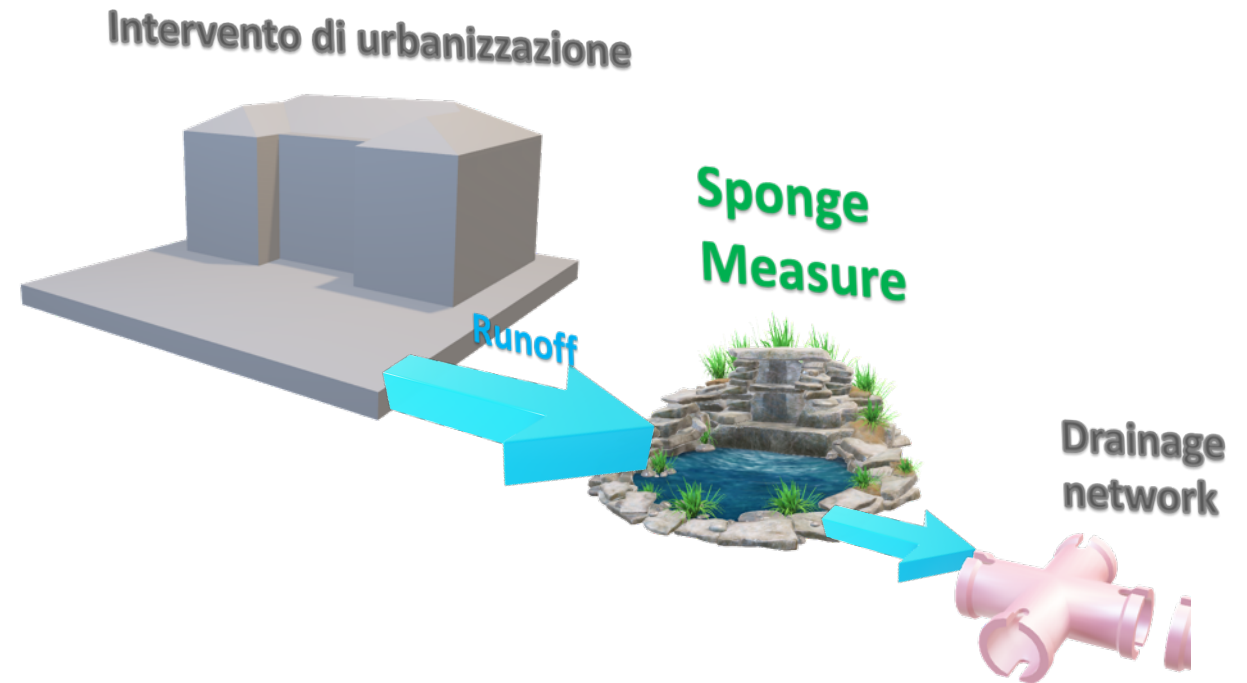 Intervento di urbanizzazione
Sponge
Measure
Runoff
Drainage
network